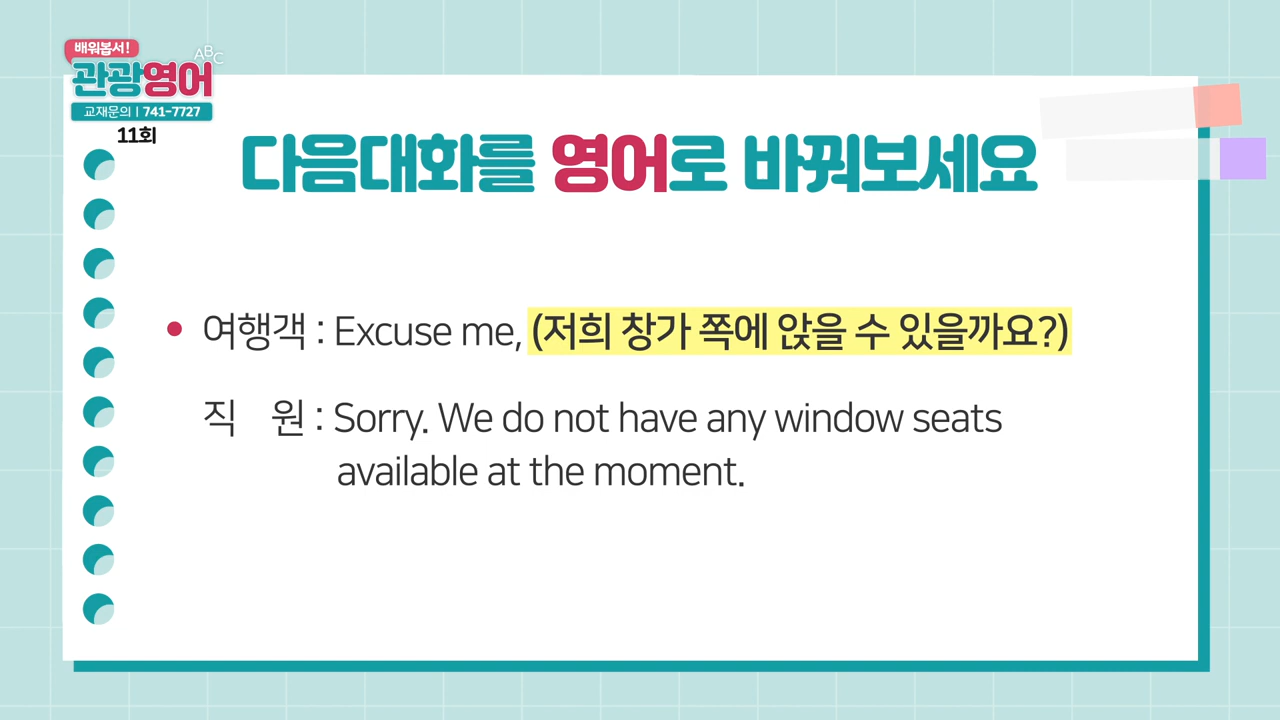 배워봅서!
ABC
관광영어
교재문의 | 741-7727
11회
다음대화를 영어로 바꿔보세요
• 여행객 : Excuse me, (저희 창가 쪽에 앉을 수 있을까요?)
직 원 : Sorry. We do not have any window seats
available at the moment.